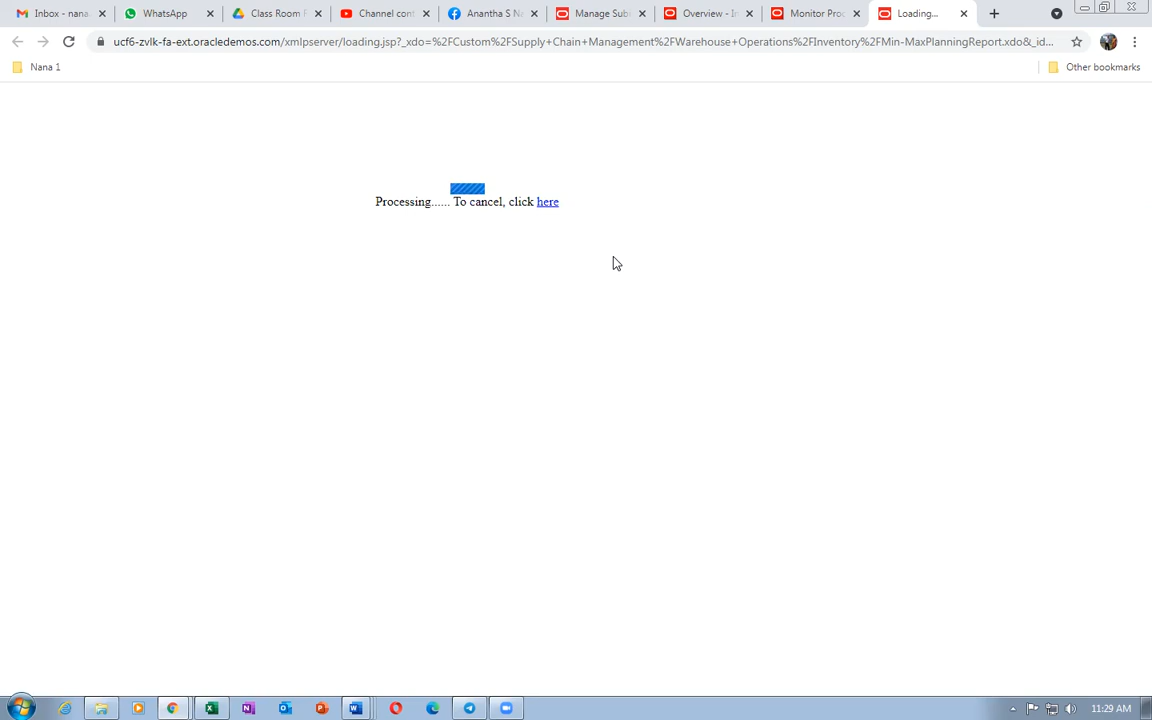 Inbox - nana
WhatsApp
Class Room F
Channel cont
Anantha S Na
Manage Sub
Overview - In
Monitor Proc
Loading...
ucf6-zvlk-fa-ext.oracledemos.com/xmlpserver/loading.jsp?_xdo=%2FCustom%2FSupply+Chain+Management%2FWarehouse+Operations%2FInventory%2FMin-MaxPlanningReport.xdo&_id...
Nana 1
Other bookmarks
Processing...... To cancel, click here
11:29 AM